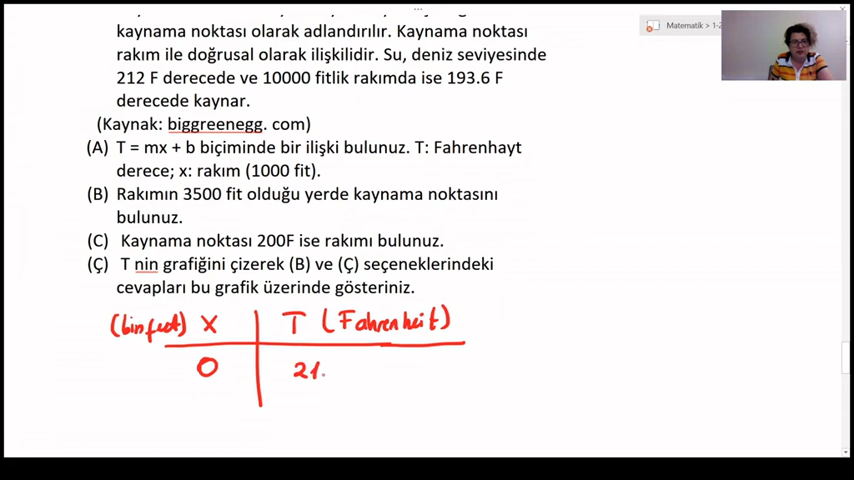 kaynama noktası olarak adlandırılır. Kaynama noktası
rakım ile doğrusal olarak ilişkilidir. Su, deniz seviyesinde
212 F derecede ve 10000 fitlik rakımda ise 193.6 F
derecede kaynar.
(Kaynak: biggreenegg. com)
(A) T = mx + b biçiminde bir ilişki bulunuz. T: Fahrenhayt
derece; x: rakım (1000 fit).
(B) Rakımın 3500 fit olduğu yerde kaynama noktasını
bulunuz.
(C) Kaynama noktası 200F ise rakımı bulunuz.
(Ç) T nin grafiğini çizerek (B) ve (Ç) seçeneklerindeki
cevapları bu grafik üzerinde gösteriniz.
(bin feet) x T (Fahrenheit)
0 21
Matematik > 1-2